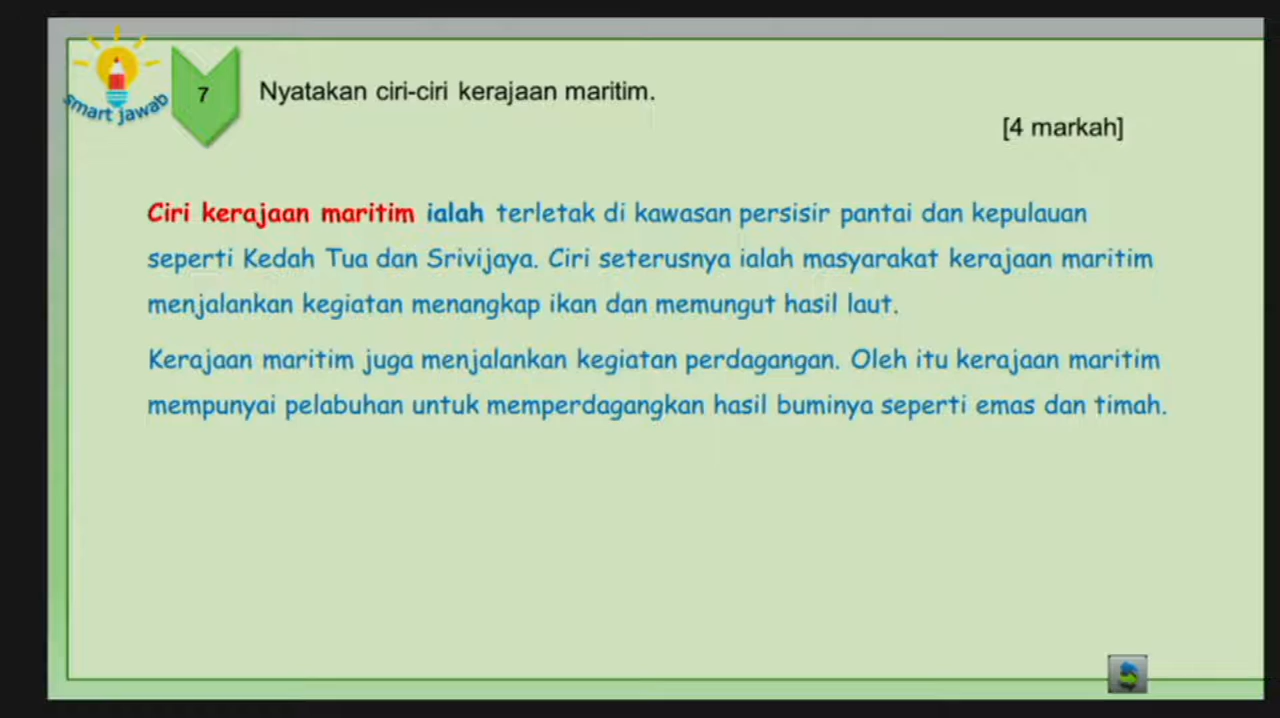 smart jawab
7
Nyatakan ciri-ciri kerajaan maritim.
[4 markah]
Ciri kerajaan maritim ialah terletak di kawasan persisir pantai dan kepulauan
seperti Kedah Tua dan Srivijaya. Ciri seterusnya ialah masyarakat kerajaan maritim
menjalankan kegiatan menangkap ikan dan memungut hasil laut.
Kerajaan maritim juga menjalankan kegiatan perdagangan. Oleh itu kerajaan maritim
mempunyai pelabuhan untuk memperdagangkan hasil buminya seperti emas dan timah.